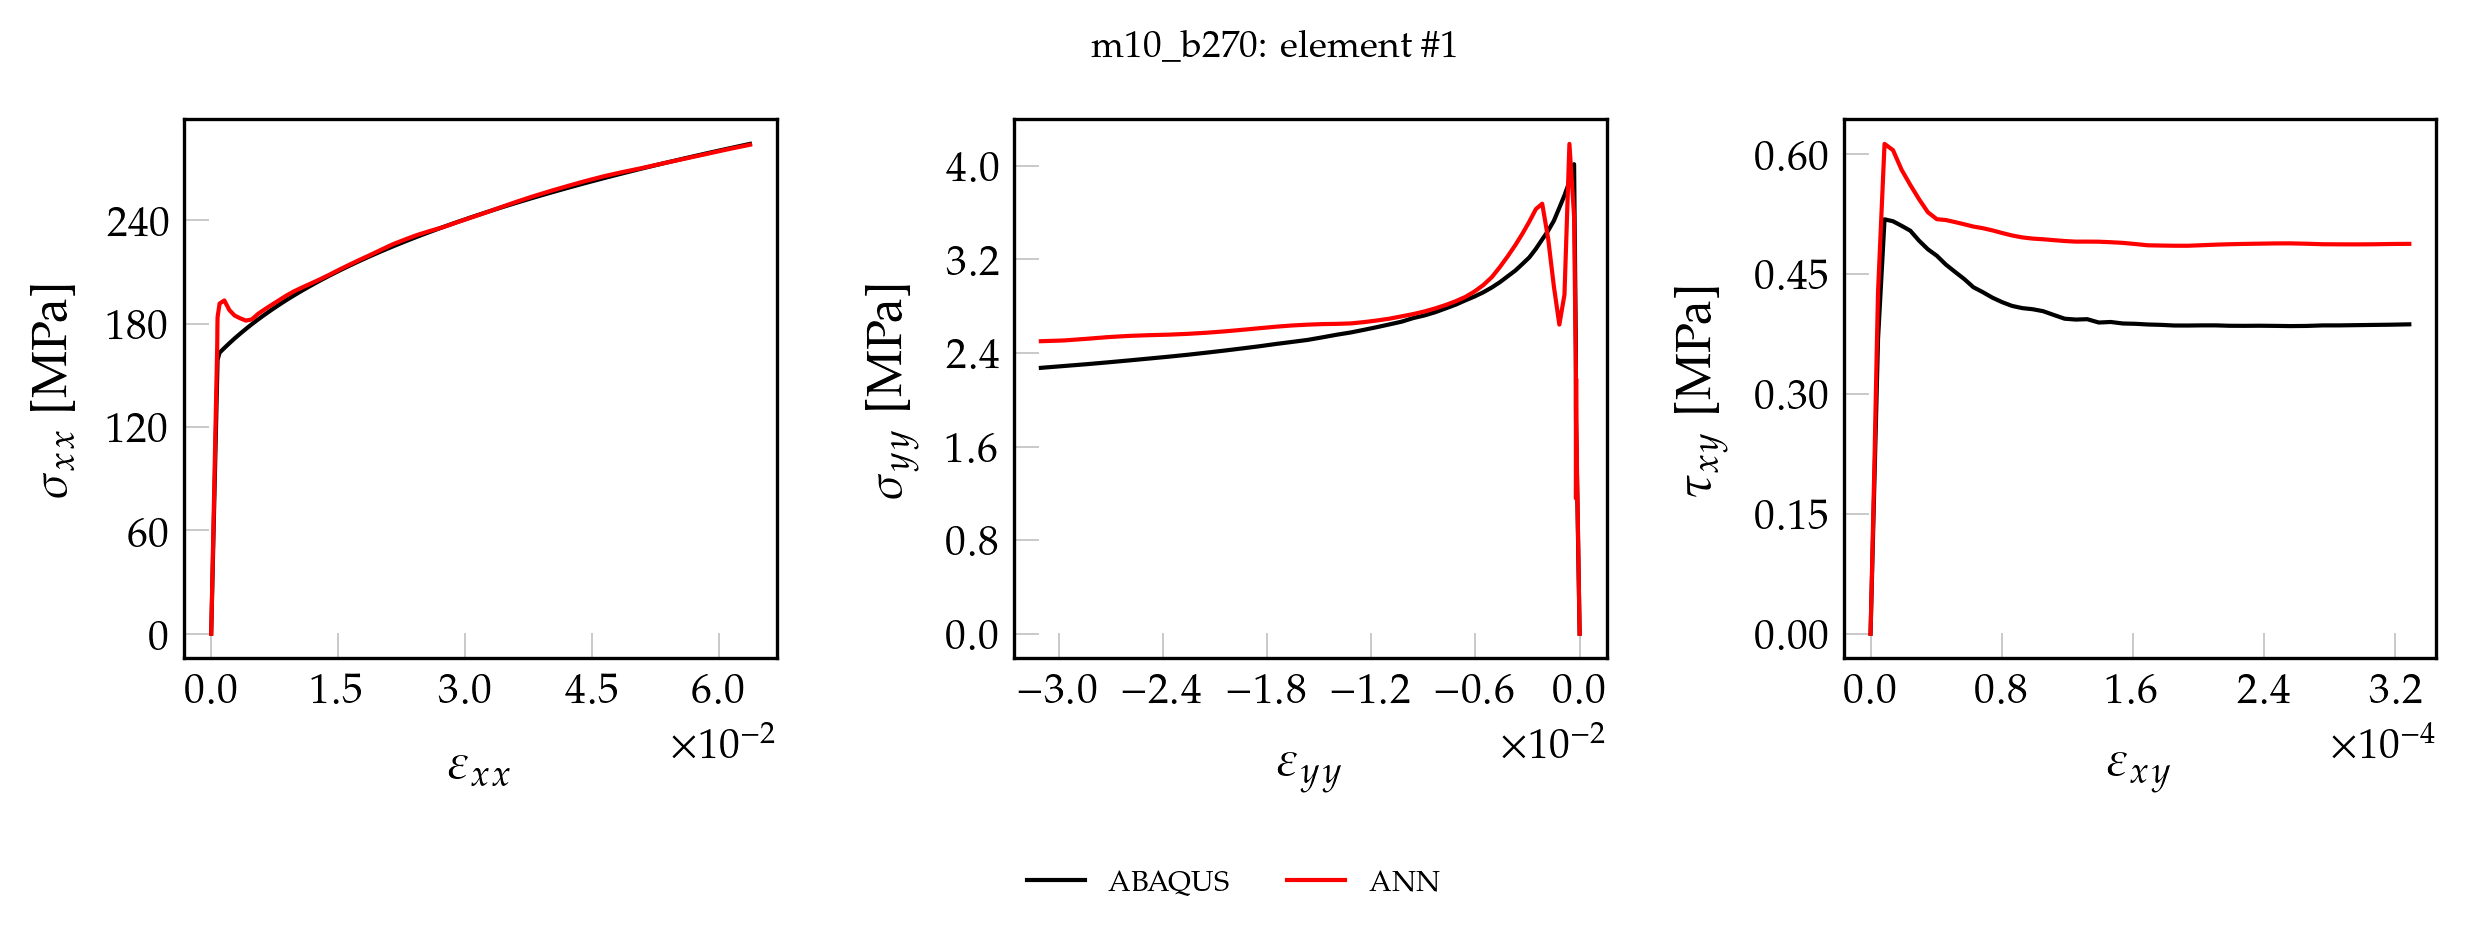 m10_b270: element #1
σxx [MPa]
240
180
120
60
0
0.0 1.5 3.0 4.5 6.0
×10⁻²
εxx
σyy [MPa]
4.0
3.2
2.4
1.6
0.8
0.0
−3.0 −2.4 −1.8 −1.2 −0.6 0.0
×10⁻²
εyy
τxy [MPa]
0.60
0.45
0.30
0.15
0.00
0.0 0.8 1.6 2.4 3.2
×10⁻⁴
εxy
ABAQUS ANN